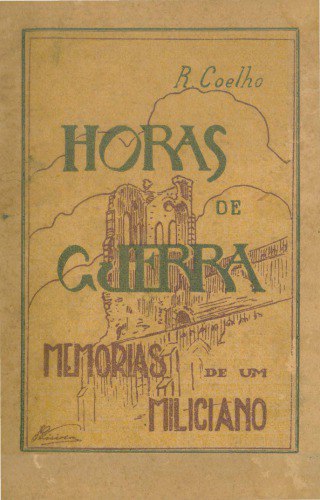 R. Coelho
HORAS
DE
GUERRA
MEMORIAS
DE UM
MILICIANO